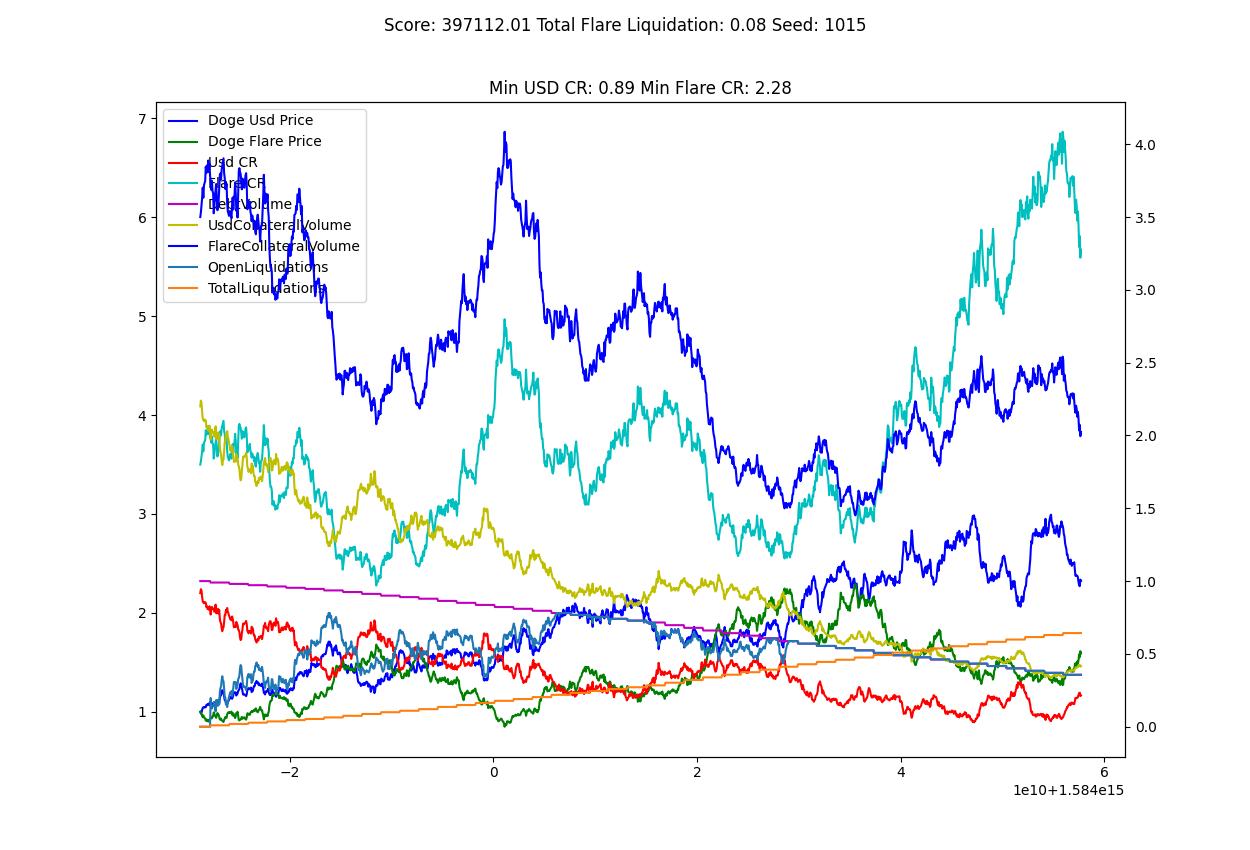 Score: 397112.01 Total Flare Liquidation: 0.08 Seed: 1015
Min USD CR: 0.89 Min Flare CR: 2.28
Doge Usd Price
Doge Flare Price
Usd CR
Flare CR
DebtVolume
UsdCollateralVolume
FlareCollateralVolume
OpenLiquidations
TotalLiquidations
7
6
5
4
3
2
1
4.0
3.5
3.0
2.5
2.0
1.5
1.0
0.5
0.0
−2
0
2
4
6
1e10+1.584e15